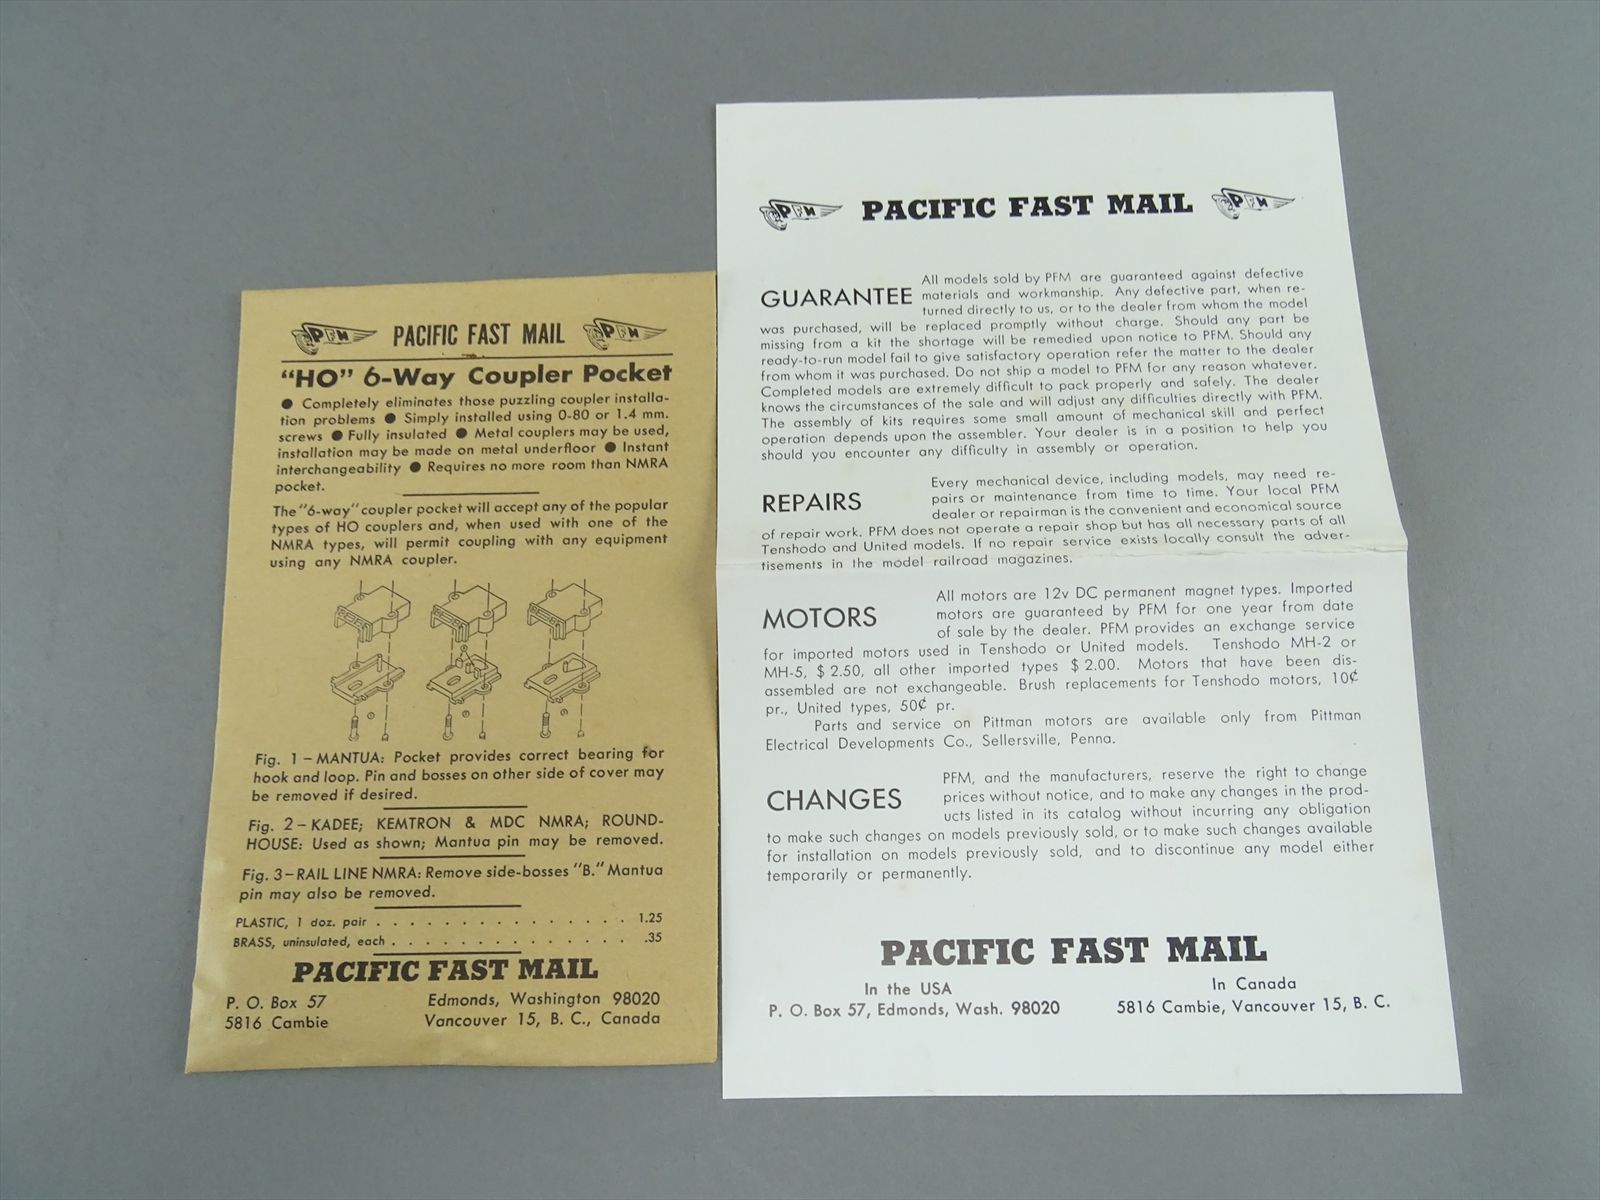 PFM PACIFIC FAST MAIL PFM
"HO" 6-Way Coupler Pocket
● Completely eliminates those puzzling coupler installa-
tion problems ● Simply installed using 0-80 or 1.4 mm.
screws ● Fully insulated ● Metal couplers may be used,
installation may be made on metal underfloor ● Instant
interchangeability ● Requires no more room than NMRA
pocket.
The "6-way" coupler pocket will accept any of the popular
types of HO couplers and, when used with one of the
NMRA types, will permit coupling with any equipment
using any NMRA coupler.
Fig. 1 – MANTUA: Pocket provides correct bearing for
hook and loop. Pin and bosses on other side of cover may
be removed if desired.
Fig. 2 – KADEE; KEMTRON & MDC NMRA; ROUND-
HOUSE: Used as shown; Mantua pin may be removed.
Fig. 3–RAIL LINE NMRA: Remove side-bosses "B." Mantua
pin may also be removed.
PLASTIC, 1 doz. pair . . . . . . . . . . . . . . . 1.25
BRASS, uninsulated, each . . . . . . . . . . . . . . .35
PACIFIC FAST MAIL
P. O. Box 57 Edmonds, Washington 98020
5816 Cambie Vancouver 15, B. C., Canada
PFM PACIFIC FAST MAIL PFM
GUARANTEE All models sold by PFM are guaranteed against defective
materials and workmanship. Any defective part, when re-
turned directly to us, or to the dealer from whom the model
was purchased, will be replaced promptly without charge. Should any part be
missing from a kit the shortage will be remedied upon notice to PFM. Should any
ready-to-run model fail to give satisfactory operation refer the matter to the dealer
from whom it was purchased. Do not ship a model to PFM for any reason whatever.
Completed models are extremely difficult to pack properly and safely. The dealer
knows the circumstances of the sale and will adjust any difficulties directly with PFM.
The assembly of kits requires some small amount of mechanical skill and perfect
operation depends upon the assembler. Your dealer is in a position to help you
should you encounter any difficulty in assembly or operation.
REPAIRS Every mechanical device, including models, may need re-
pairs or maintenance from time to time. Your local PFM
dealer or repairman is the convenient and economical source
of repair work. PFM does not operate a repair shop but has all necessary parts of all
Tenshodo and United models. If no repair service exists locally consult the adver-
tisements in the model railroad magazines.
MOTORS All motors are 12v DC permanent magnet types. Imported
motors are guaranteed by PFM for one year from date
of sale by the dealer. PFM provides an exchange service
for imported motors used in Tenshodo or United models. Tenshodo MH-2 or
MH-5, $2.50, all other imported types $2.00. Motors that have been dis-
assembled are not exchangeable. Brush replacements for Tenshodo motors, 10¢
pr., United types, 50¢ pr.
Parts and service on Pittman motors are available only from Pittman
Electrical Developments Co., Sellersville, Penna.
CHANGES PFM, and the manufacturers, reserve the right to change
prices without notice, and to make any changes in the prod-
ucts listed in its catalog without incurring any obligation
to make such changes on models previously sold, or to make such changes available
for installation on models previously sold, and to discontinue any model either
temporarily or permanently.
PACIFIC FAST MAIL
In the USA In Canada
P. O. Box 57, Edmonds, Wash. 98020 5816 Cambie, Vancouver 15, B. C.